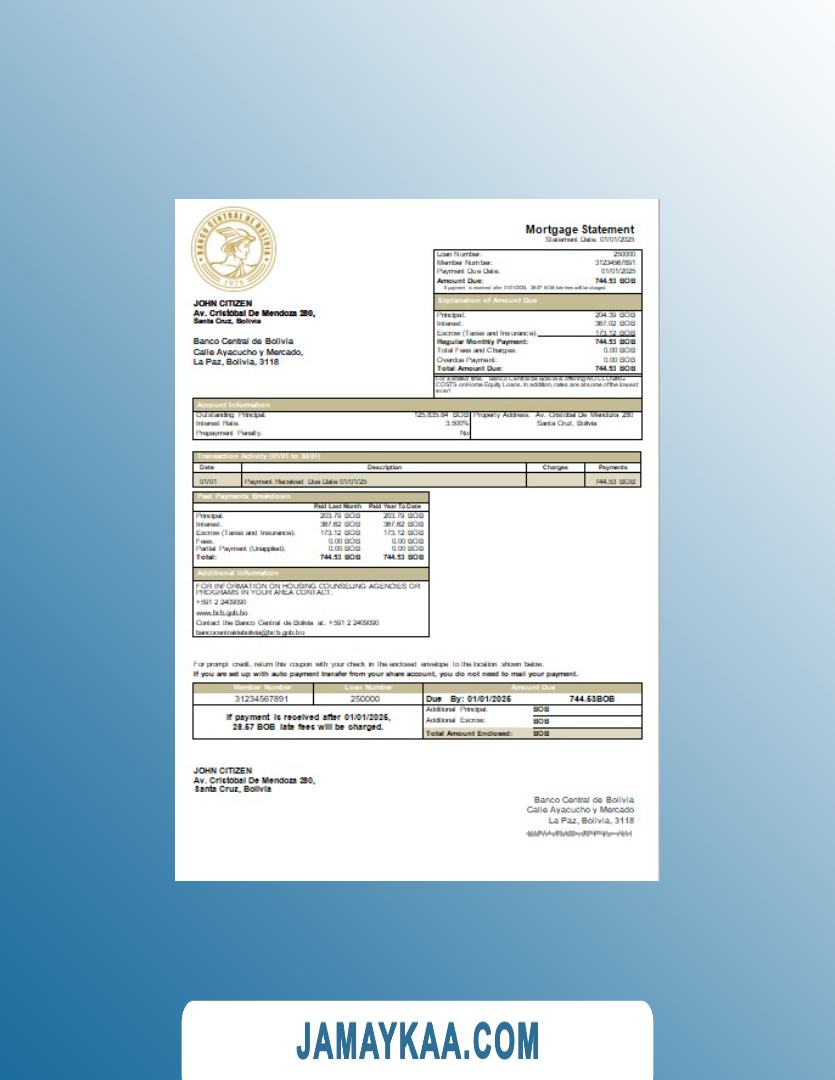 BANCO CENTRAL DE BOLIVIA
1928
Mortgage Statement
Statement Date: 01/01/2025
Loan Number: 250000
Member Number: 31234567891
Payment Due Date: 01/01/2025
Amount Due: 744.53 BOB
If payment is received after 01/01/2025, 28.57 BOB late fees will be charged
JOHN CITIZEN
Av. Cristóbal De Mendoza 280,
Santa Cruz, Bolivia
Banco Central de Bolivia
Calle Ayacucho y Mercado,
La Paz, Bolivia, 3118
Explanation of Amount Due
Principal: 204.39 BOB
Interest: 367.02 BOB
Escrow (Taxes and Insurance): 173.12 BOB
Regular Monthly Payment: 744.53 BOB
Total Fees and Charges: 0.00 BOB
Overdue Payment: 0.00 BOB
Total Amount Due: 744.53 BOB
For a limited time, Banco Central de Bolivia is offering NO CLOSING
COSTS on Home Equity Loans. In addition, rates are at some of the lowest
ever!
Account Information
Outstanding Principal: 125,835.84 BOB Property Address: Av. Cristóbal De Mendoza 280
Interest Rate: 3.500% Santa Cruz, Bolivia
Prepayment Penalty: No
Transaction Activity (01/01 to 30/01)
Date Description Charges Payments
01/01 Payment Received Due Date 01/01/25 744.53 BOB
Past Payments Breakdown
Paid Last Month Paid Year To Date
Principal: 203.79 BOB 203.79 BOB
Interest: 367.62 BOB 367.62 BOB
Escrow (Taxes and Insurance): 173.12 BOB 173.12 BOB
Fees: 0.00 BOB 0.00 BOB
Partial Payment (Unapplied): 0.00 BOB 0.00 BOB
Total: 744.53 BOB 744.53 BOB
Additional Information
FOR INFORMATION ON HOUSING COUNSELING AGENCIES OR
PROGRAMS IN YOUR AREA CONTACT:
+591 2 2409090
www.bcb.gob.bo
Contact the Banco Central de Bolivia at: +591 2 2409090
bancocentraldebolivia@bcb.gob.bo
For prompt credit, return this coupon with your check in the enclosed envelope to the location shown below.
If you are set up with auto payment transfer from your share account, you do not need to mail your payment.
Member Number Loan Number Amount Due
31234567891 250000 Due By: 01/01/2025 744.53BOB
Additional Principal: BOB
If payment is received after 01/01/2025,
Additional Escrow: BOB
28.57 BOB late fees will be charged.
Total Amount Enclosed: BOB
JOHN CITIZEN
Av. Cristóbal De Mendoza 280,
Santa Cruz, Bolivia
Banco Central de Bolivia
Calle Ayacucho y Mercado
La Paz, Bolivia, 3118
JAMAYKAA.COM